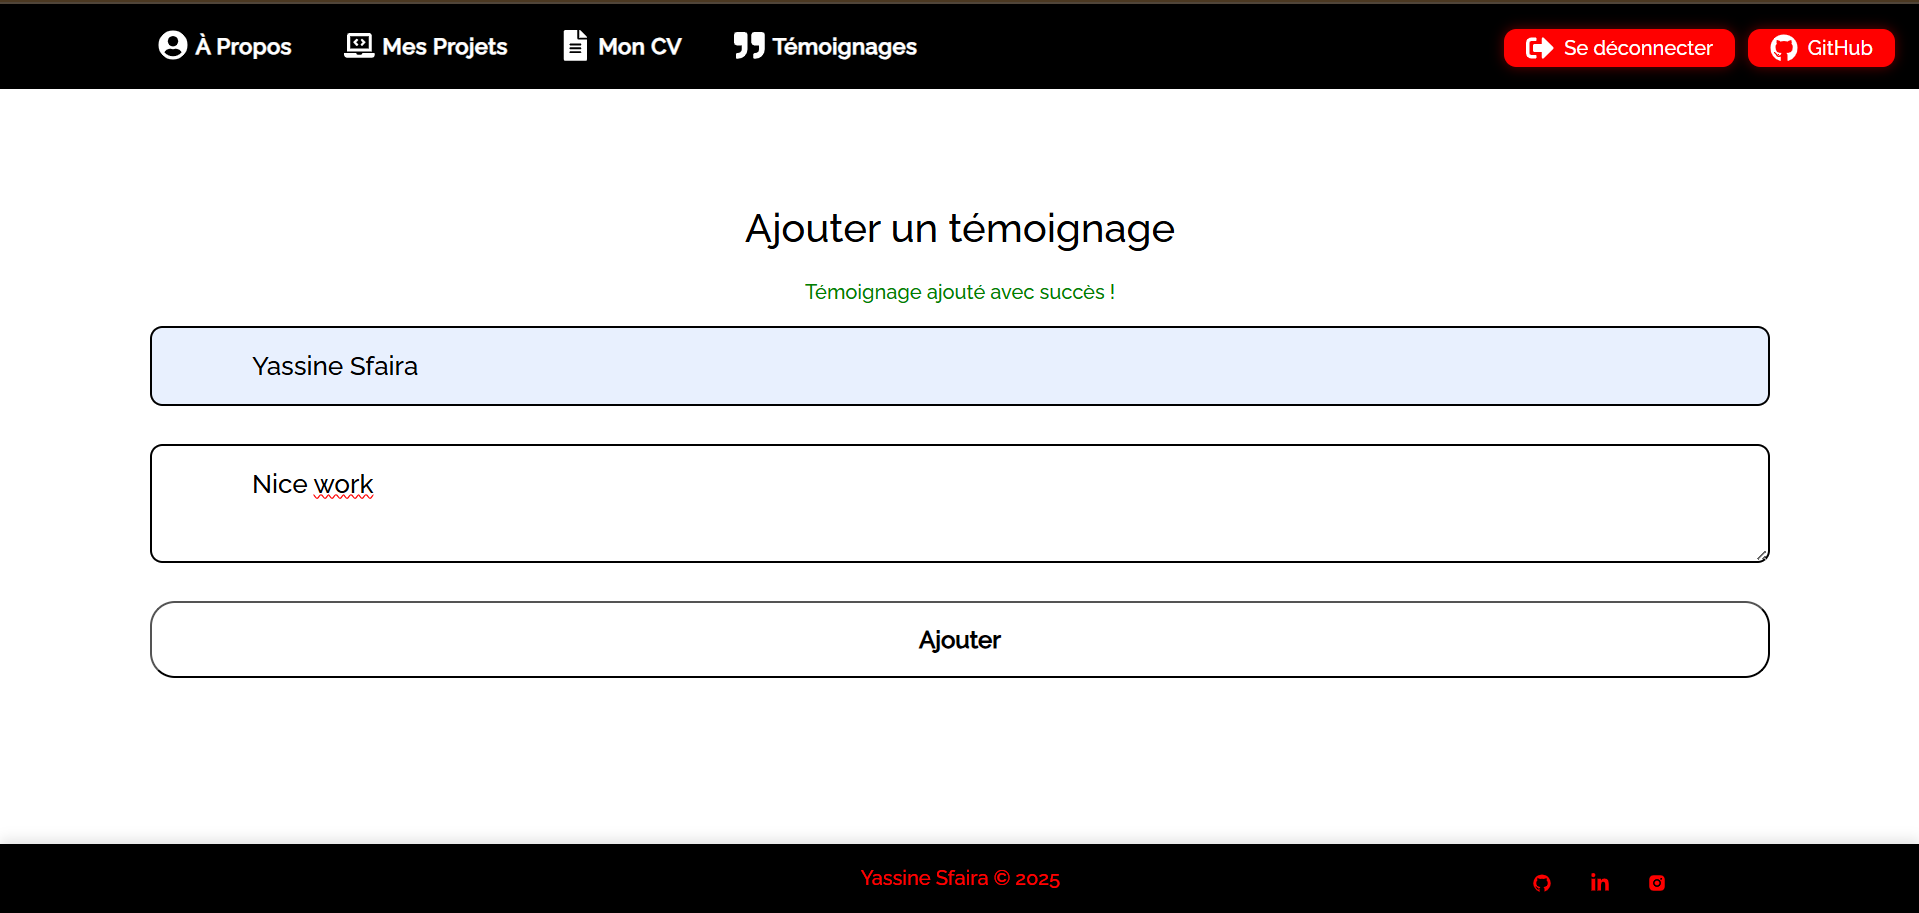 À Propos Mes Projets Mon CV Témoignages Se déconnecter GitHub
Ajouter un témoignage
Témoignage ajouté avec succès !
Yassine Sfaira
Nice work
Ajouter
Yassine Sfaira © 2025